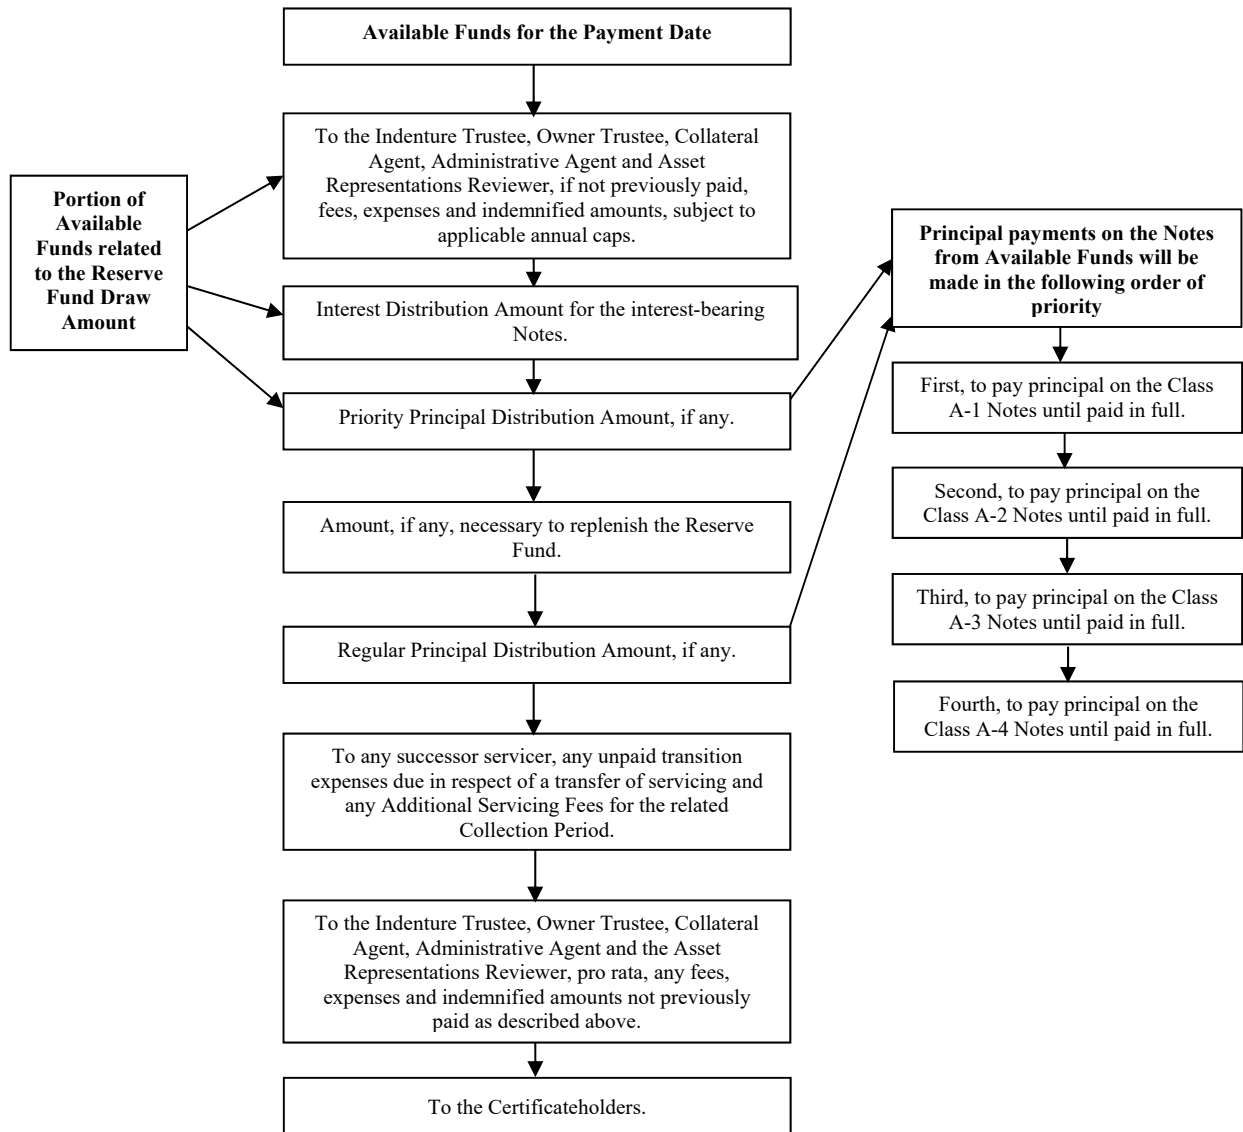 Available Funds for the Payment Date
To the Indenture Trustee, Owner Trustee, Collateral
Agent, Administrative Agent and Asset
Representations Reviewer, if not previously paid,
fees, expenses and indemnified amounts, subject to
applicable annual caps.
Portion of
Available
Funds related
to the Reserve
Fund Draw
Amount
Interest Distribution Amount for the interest-bearing
Notes.
Priority Principal Distribution Amount, if any.
Amount, if any, necessary to replenish the Reserve
Fund.
Regular Principal Distribution Amount, if any.
To any successor servicer, any unpaid transition
expenses due in respect of a transfer of servicing and
any Additional Servicing Fees for the related
Collection Period.
To the Indenture Trustee, Owner Trustee, Collateral
Agent, Administrative Agent and the Asset
Representations Reviewer, pro rata, any fees,
expenses and indemnified amounts not previously
paid as described above.
To the Certificateholders.
Principal payments on the Notes
from Available Funds will be
made in the following order of
priority
First, to pay principal on the Class
A-1 Notes until paid in full.
Second, to pay principal on the
Class A-2 Notes until paid in full.
Third, to pay principal on the Class
A-3 Notes until paid in full.
Fourth, to pay principal on the
Class A-4 Notes until paid in full.